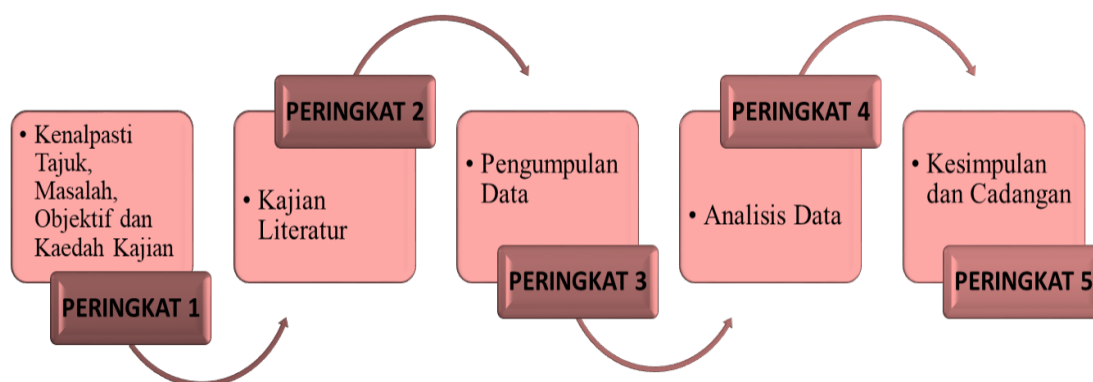 • Kenalpasti
Tajuk,
Masalah,
Objektif dan
Kaedah Kajian
PERINGKAT 1
PERINGKAT 2
• Kajian
Literatur
• Pengumpulan
Data
PERINGKAT 3
PERINGKAT 4
• Analisis Data
• Kesimpulan
dan Cadangan
PERINGKAT 5